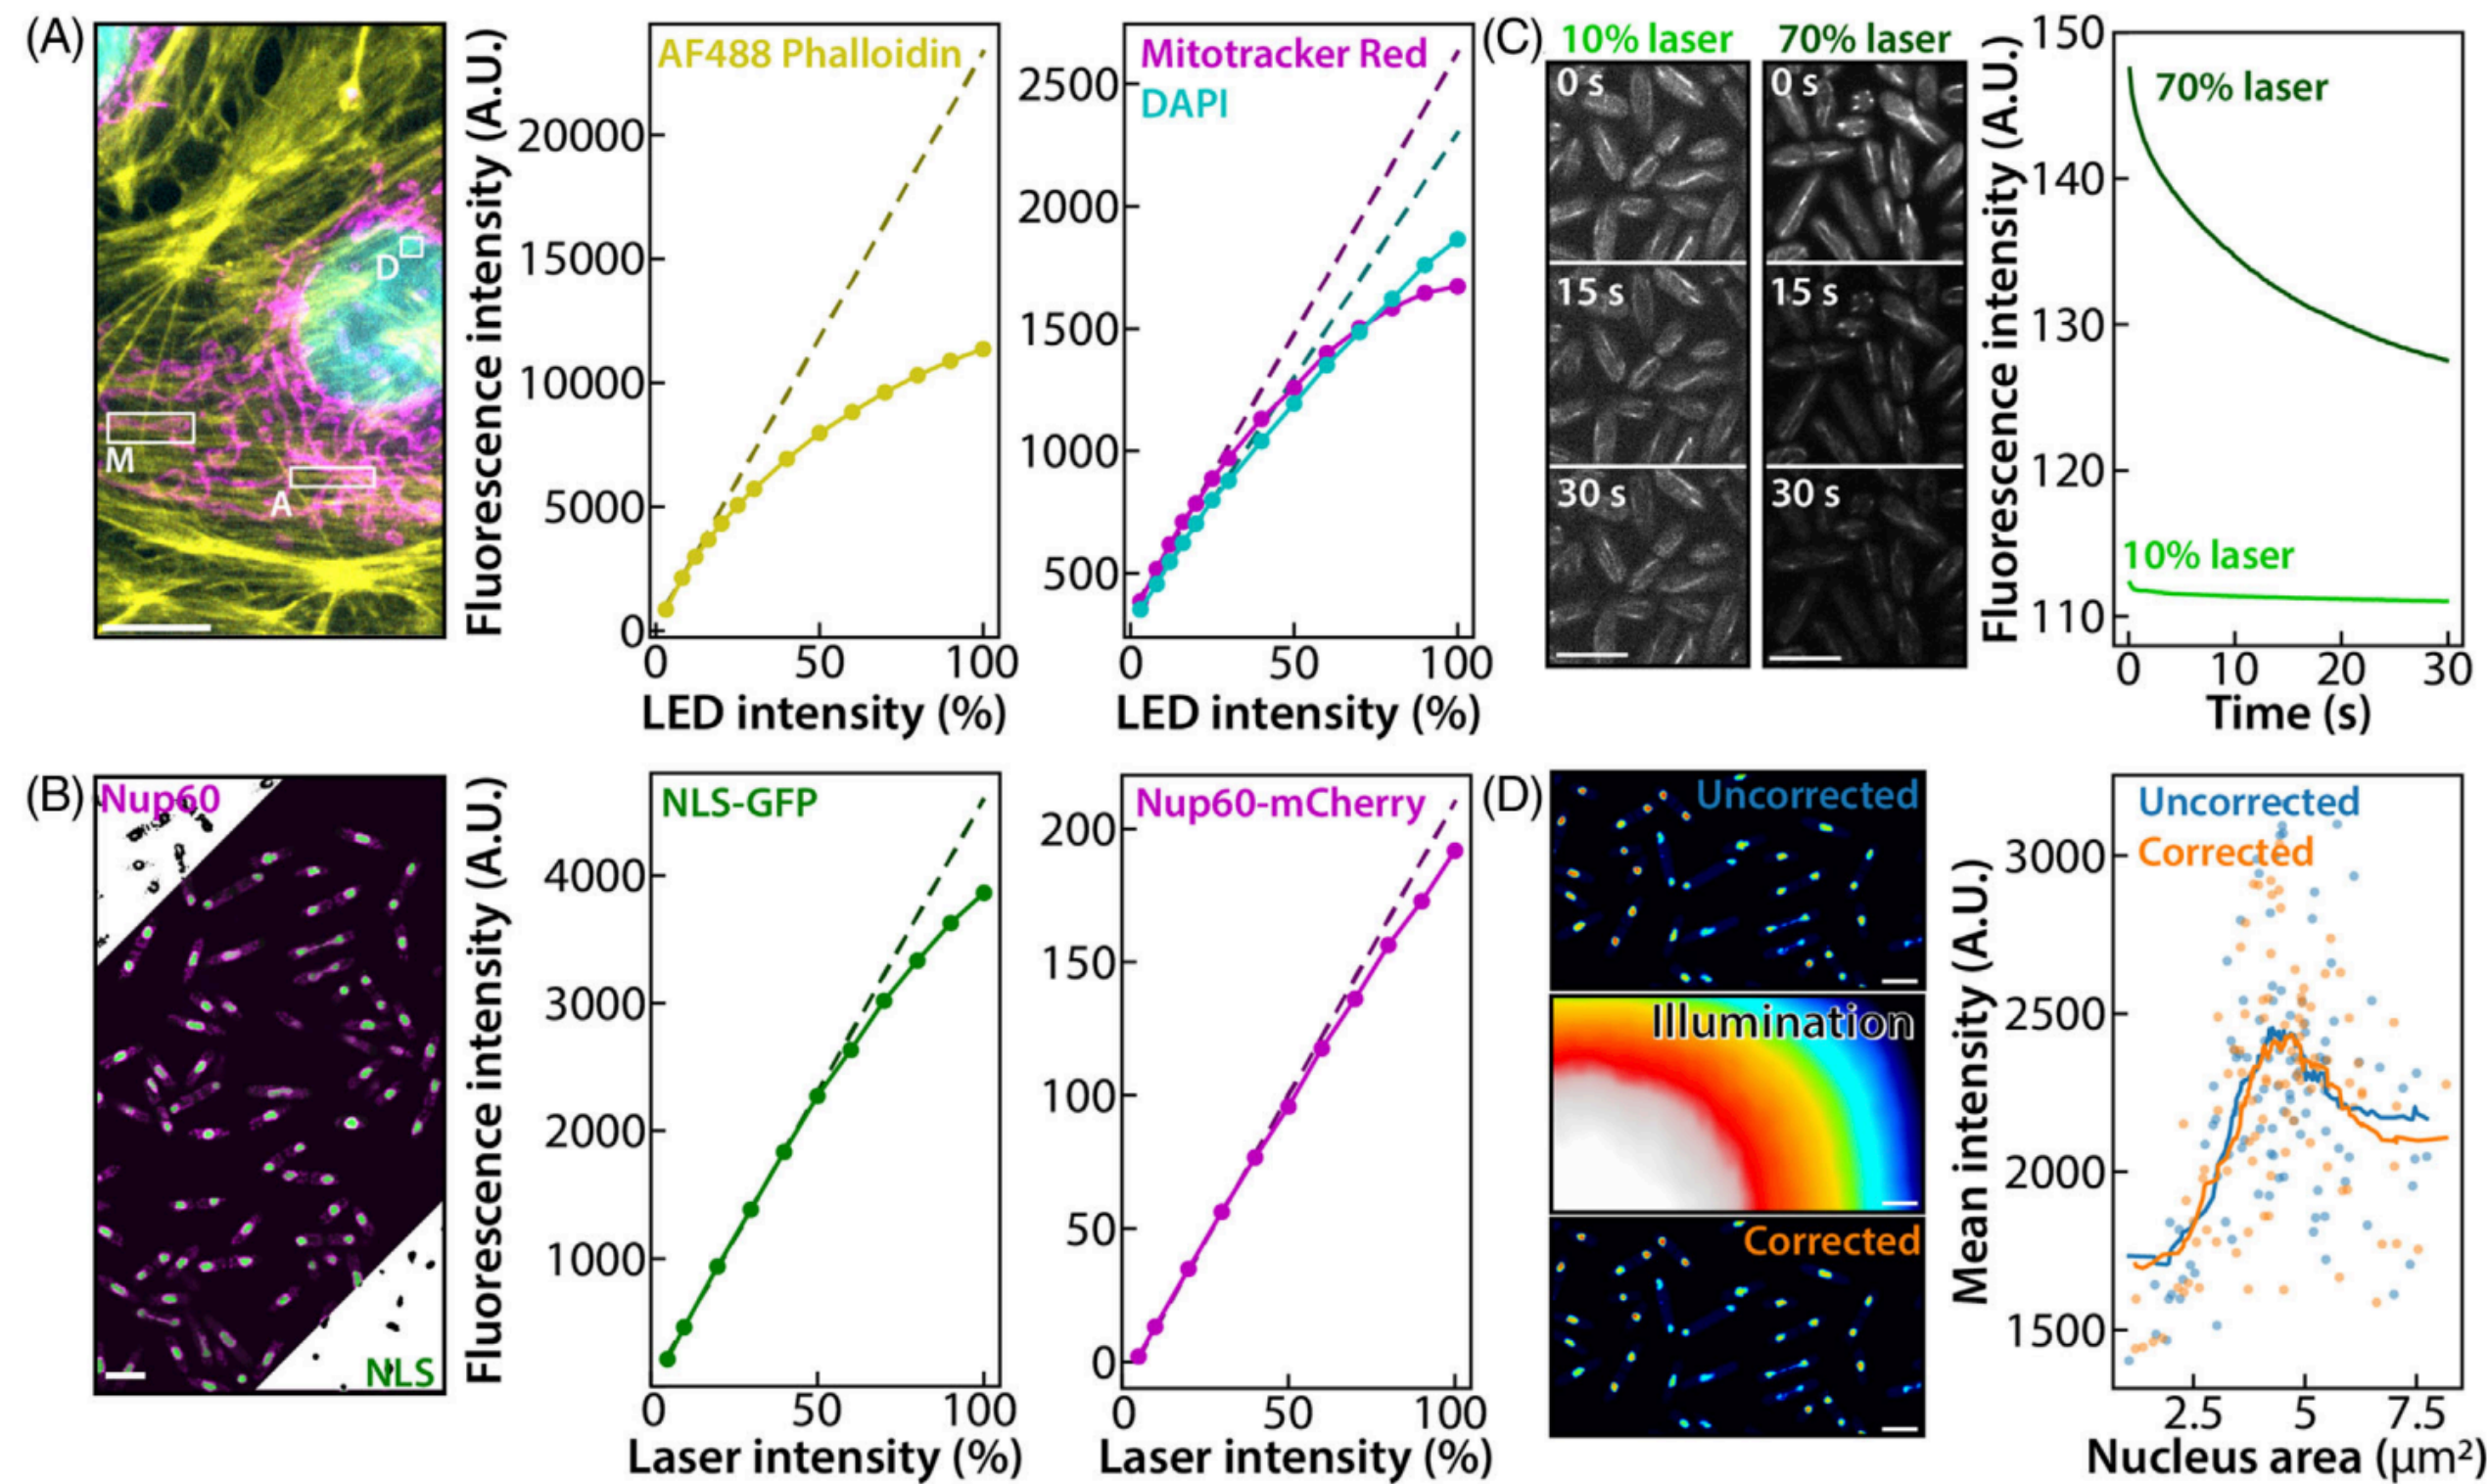 (A)
D
M
A
Fluorescence intensity (A.U.)
AF488 Phalloidin
20000
15000
10000
5000
0
0 50 100
LED intensity (%)
Mitotracker Red
DAPI
2500
2000
1500
1000
500
0 50 100
LED intensity (%)
(C)
10% laser
70% laser
0 s
15 s
30 s
0 s
15 s
30 s
Fluorescence intensity (A.U.)
150
140
130
120
110
70% laser
10% laser
0 10 20 30
Time (s)
(B)
Nup60
NLS
Fluorescence intensity (A.U.)
NLS-GFP
4000
3000
2000
1000
0 50 100
Laser intensity (%)
Nup60-mCherry
200
150
100
50
0
0 50 100
Laser intensity (%)
(D)
Uncorrected
Illumination
Corrected
Mean intensity (A.U.)
Uncorrected
Corrected
3000
2500
2000
1500
2.5 5 7.5
Nucleus area (µm²)